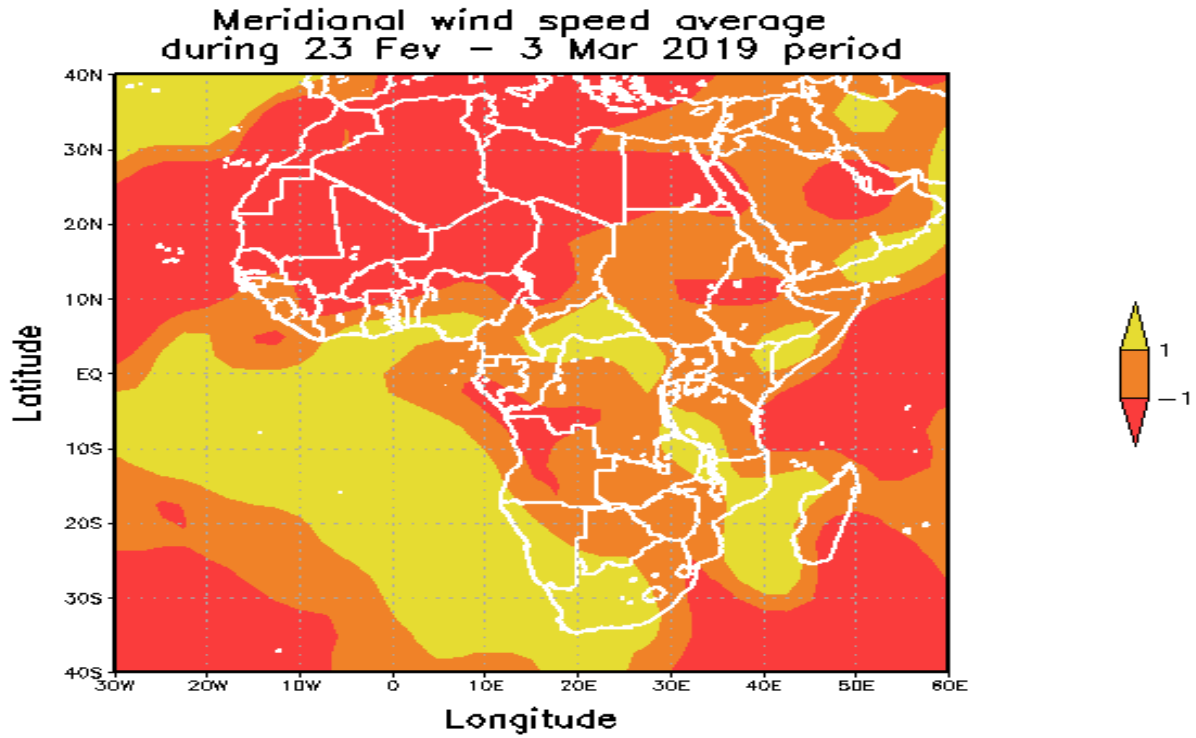 Meridianal wind speed average
during 23 Fev - 3 Mar 2019 period
40N
30N
20N
10N
EQ
10S
20S
30S
40S
Latitude
30W 20W 10W 0 10E 20E 30E 40E 50E 60E
Longitude
1
-1